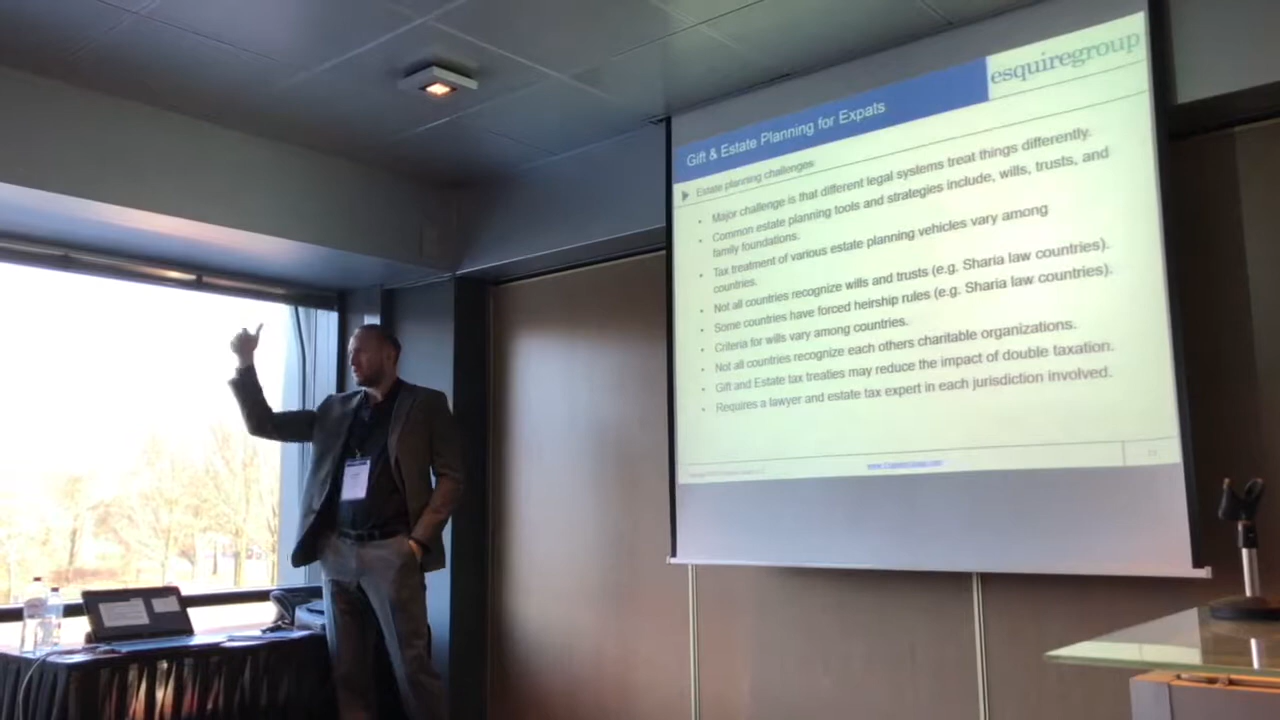 esquiregroup
Gift & Estate Planning for Expats
Estate planning challenges:
Major challenge is that different legal systems treat things differently.
Common estate planning tools and strategies include, wills, trusts, and
family foundations.
Tax treatment of various estate planning vehicles vary among
countries.
Not all countries recognize wills and trusts (e.g. Sharia law countries).
Some countries have forced heirship rules (e.g. Sharia law countries).
Criteria for wills vary among countries.
Not all countries recognize each others charitable organizations.
Gift and Estate tax treaties may reduce the impact of double taxation.
Requires a lawyer and estate tax expert in each jurisdiction involved.